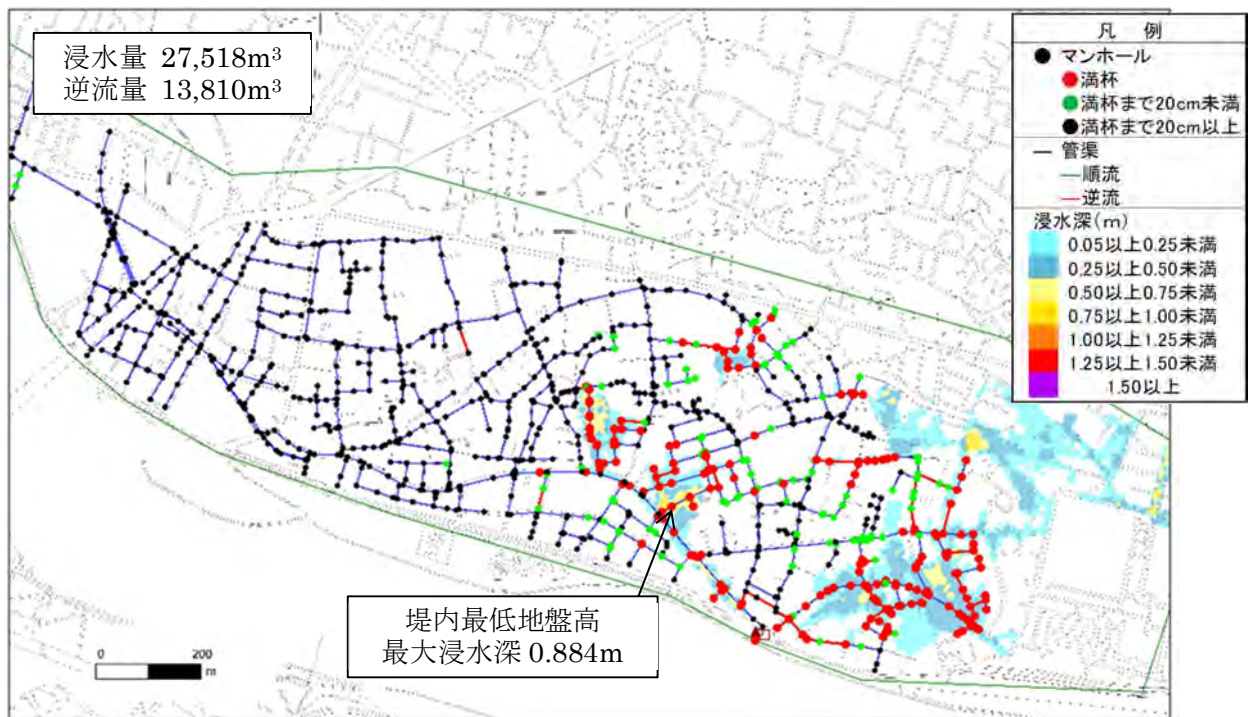 浸水量 27,518m³
逆流量 13,810m³
凡 例
マンホール
満杯
満杯まで20cm未満
満杯まで20cm以上
管渠
順流
逆流
浸水深(m)
0.05以上0.25未満
0.25以上0.50未満
0.50以上0.75未満
0.75以上1.00未満
1.00以上1.25未満
1.25以上1.50未満
1.50以上
堤内最低地盤高
最大浸水深 0.884m
0 200
m